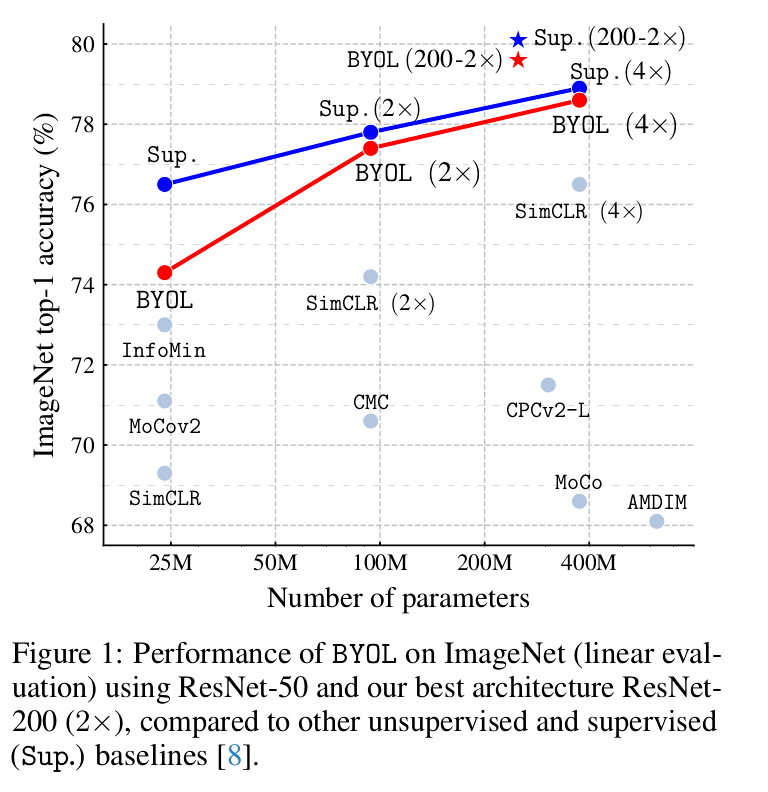 80
78
76
74
72
70
68
ImageNet top-1 accuracy (%)
Sup.(200-2×)
BYOL(200-2×)
Sup.(4×)
Sup.(2×)
BYOL (4×)
Sup.
BYOL (2×)
SimCLR (4×)
BYOL
SimCLR (2×)
InfoMin
CMC
CPCv2-L
MoCov2
MoCo
SimCLR
AMDIM
25M 50M 100M 200M 400M
Number of parameters
Figure 1: Performance of BYOL on ImageNet (linear eval-
uation) using ResNet-50 and our best architecture ResNet-
200 (2×), compared to other unsupervised and supervised
(Sup.) baselines [8].